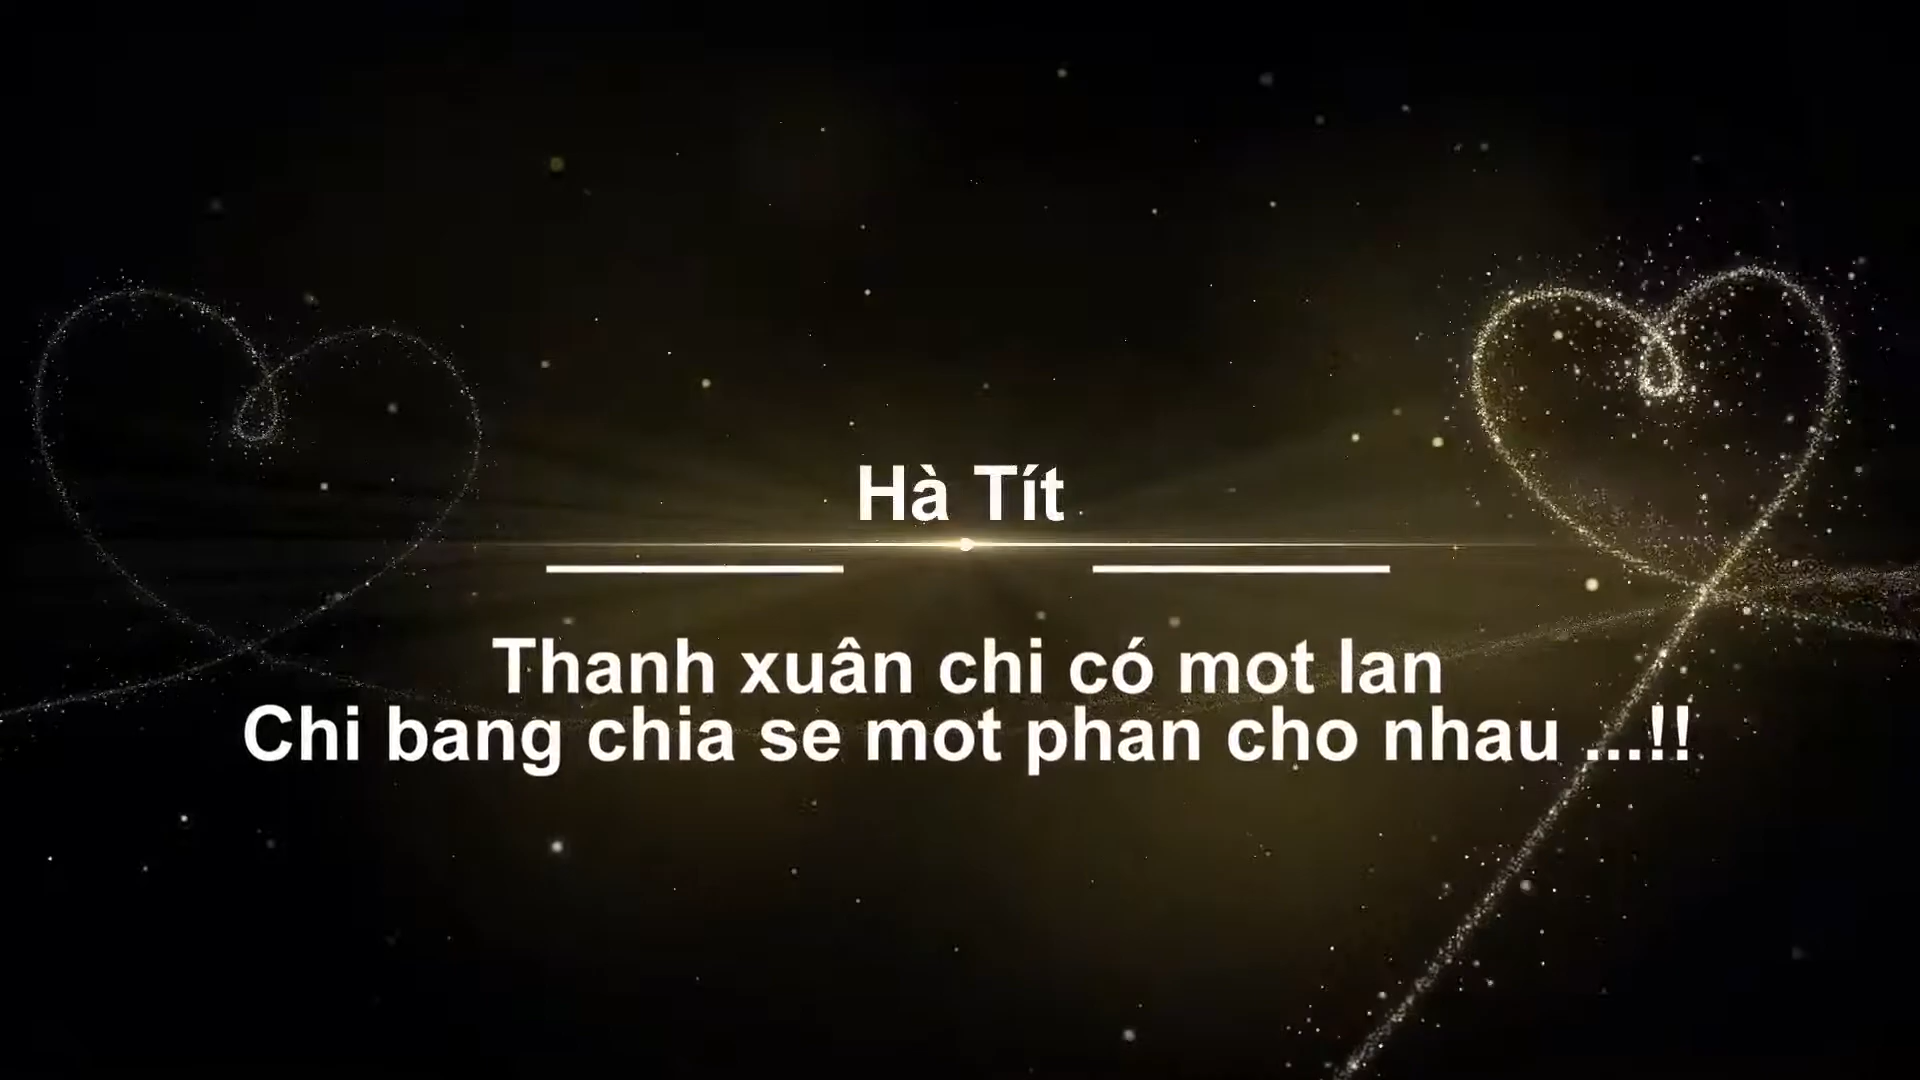 Hà Tít
Thanh xuân chi có mot lan
Chi bang chia se mot phan cho nhau ...!!